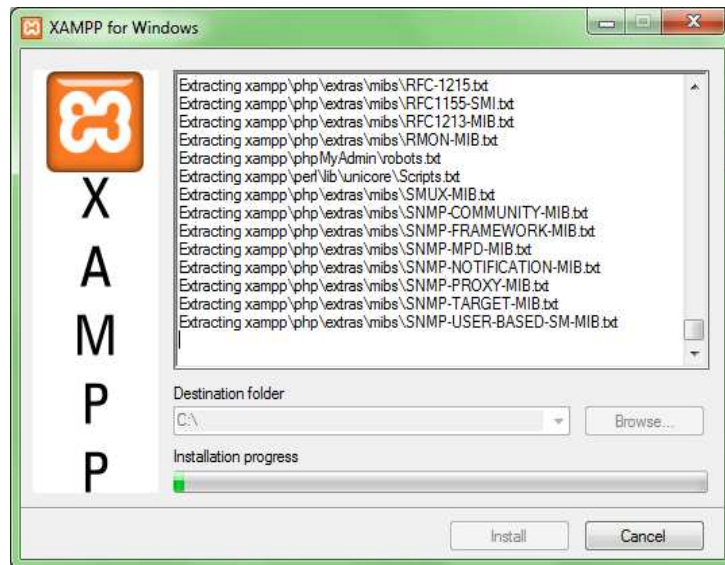 XAMPP for Windows
X
A
M
P
P
Extracting xampp\php\extras\mibs\RFC-1215.txt
Extracting xampp\php\extras\mibs\RFC1155-SMI.txt
Extracting xampp\php\extras\mibs\RFC1213-MIB.txt
Extracting xampp\php\extras\mibs\RMON-MIB.txt
Extracting xampp\phpMyAdmin\robots.txt
Extracting xampp\perl\lib\unicore\Scripts.txt
Extracting xampp\php\extras\mibs\SMUX-MIB.txt
Extracting xampp\php\extras\mibs\SNMP-COMMUNITY-MIB.txt
Extracting xampp\php\extras\mibs\SNMP-FRAMEWORK-MIB.txt
Extracting xampp\php\extras\mibs\SNMP-MPD-MIB.txt
Extracting xampp\php\extras\mibs\SNMP-NOTIFICATION-MIB.txt
Extracting xampp\php\extras\mibs\SNMP-PROXY-MIB.txt
Extracting xampp\php\extras\mibs\SNMP-TARGET-MIB.txt
Extracting xampp\php\extras\mibs\SNMP-USER-BASED-SM-MIB.txt
Destination folder
C:\
Browse...
Installation progress
Install
Cancel